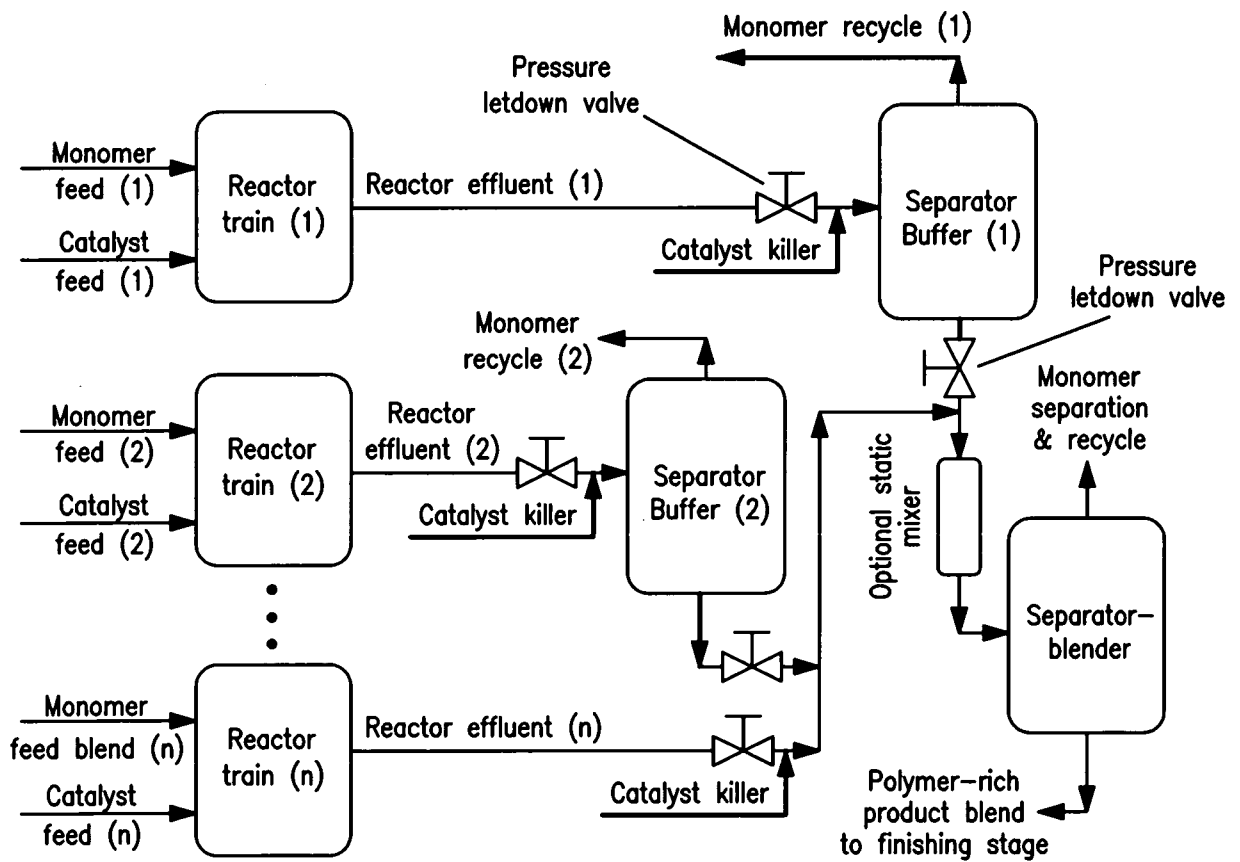 Monomer recycle (1)
Pressure
letdown valve
Monomer
feed (1)
Catalyst
feed (1)
Reactor
train (1)
Reactor effluent (1)
Catalyst killer
Separator
Buffer (1)
Pressure
letdown valve
Monomer
recycle (2)
Monomer
feed (2)
Catalyst
feed (2)
Reactor
train (2)
Reactor
effluent (2)
Catalyst killer
Separator
Buffer (2)
Monomer
separation
& recycle
Optional static
mixer
Separator–
blender
Monomer
feed blend (n)
Catalyst
feed (n)
Reactor
train (n)
Reactor effluent (n)
Catalyst killer
Polymer–rich
product blend
to finishing stage